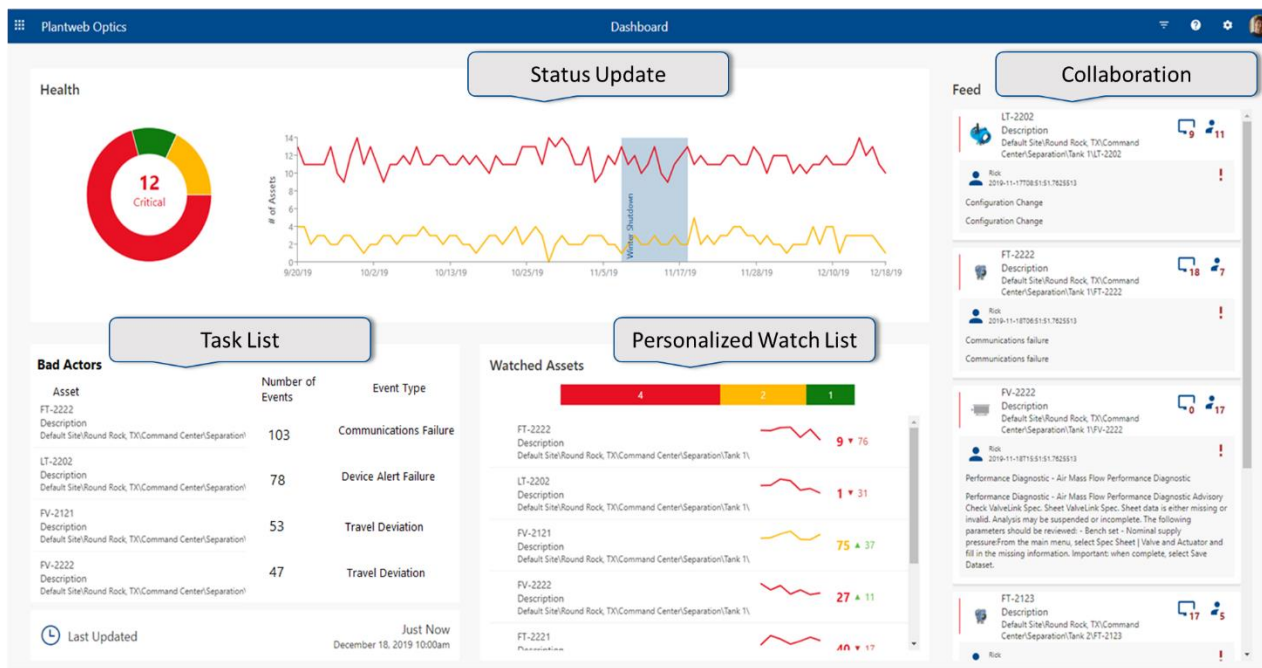 Plantweb Optics
Dashboard
Status Update
Collaboration
Health
12
Critical
# of Assets
14
12
10
8
6
4
2
0
Winter Shutdown
9/20/19
10/2/19
10/13/19
10/25/19
11/5/19
11/17/19
11/28/19
12/10/19
12/18/19
Task List
Bad Actors
Asset
Number of
Events
Event Type
FT-2222
Description
Default Site\Round Rock, TX\Command Center\Separation\
103
Communications Failure
LT-2202
Description
Default Site\Round Rock, TX\Command Center\Separation\
78
Device Alert Failure
FV-2121
Description
Default Site\Round Rock, TX\Command Center\Separation\
53
Travel Deviation
FV-2222
Description
Default Site\Round Rock, TX\Command Center\Separation\
47
Travel Deviation
Last Updated
Just Now
December 18, 2019 10:00am
Personalized Watch List
Watched Assets
4
2
1
FT-2222
Description
Default Site\Round Rock, TX\Command Center\Separation\Tank 1\
9 ▼ 76
LT-2202
Description
Default Site\Round Rock, TX\Command Center\Separation\Tank 1\
1 ▼ 31
FV-2121
Description
Default Site\Round Rock, TX\Command Center\Separation\Tank 1\
75 ▲ 37
FV-2222
Description
Default Site\Round Rock, TX\Command Center\Separation\Tank 1\
27 ▲ 11
FT-2221
Description
40 ▼ 17
Feed
LT-2202
Description
Default Site\Round Rock, TX\Command
Center\Separation\Tank 1\LT-2202
9
11
Rick
2019-11-17T08:51:51.7625513
!
Configuration Change
Configuration Change
FT-2222
Description
Default Site\Round Rock, TX\Command
Center\Separation\Tank 1\FT-2222
18
7
Rick
2019-11-18T06:51:51.7625513
!
Communications failure
Communications failure
FV-2222
Description
Default Site\Round Rock, TX\Command
Center\Separation\Tank 1\FV-2222
0
17
Rick
2019-11-18T15:51:51.7625513
!
Performance Diagnostic - Air Mass Flow Performance Diagnostic
Performance Diagnostic - Air Mass Flow Performance Diagnostic Advisory
Check ValveLink Spec. Sheet ValveLink Spec. Sheet data is either missing or
invalid. Analysis may be suspended or incomplete. The following
parameters should be reviewed: - Bench set - Nominal supply
pressure:From the main menu, select Spec Sheet | Valve and Actuator and
fill in the missing information. Important: when complete, select Save
Dataset.
FT-2123
Description
Default Site\Round Rock, TX\Command
Center\Separation\Tank 2\FT-2123
17
5
Rick
!